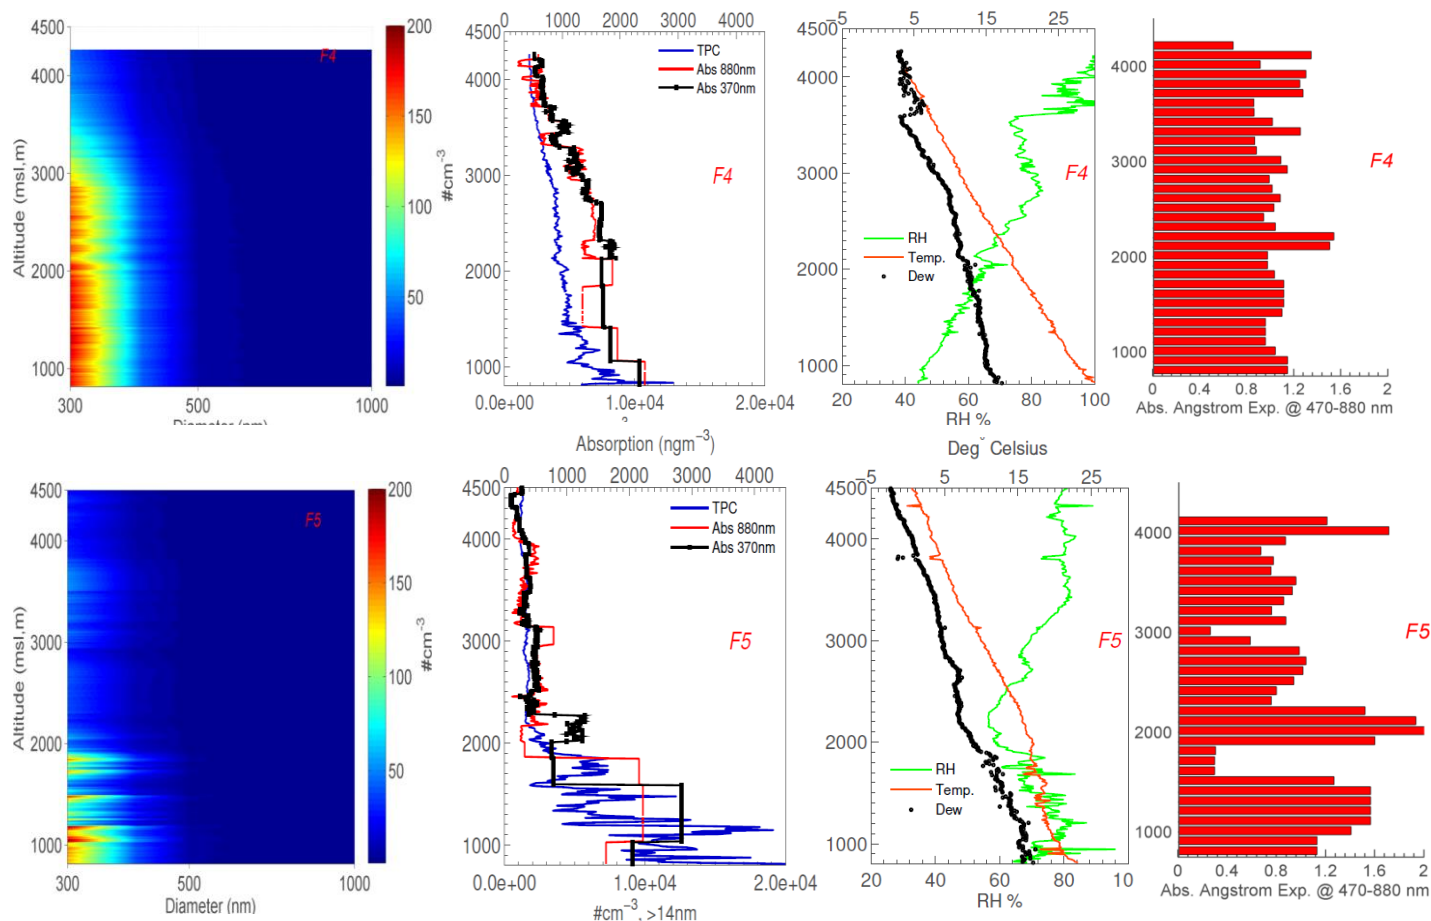 0 1000 2000 3000 4000
-5 5 15 25
4500
4000
3500
3000
2500
2000
1500
1000
300 500 1000
Diameter (nm)
Altitude (msl,m)
F4
200
150
100
50
#cm⁻³
4500
4000
3000
2000
1000
TPC
Abs 880nm
Abs 370nm
F4
0.0e+00 1.0e+04 2.0e+04
4500
4000
3000
2000
1000
RH
Temp.
Dew
F4
20 40 60 80 100
RH %
4000
3000
2000
1000
F4
0 0.4 0.8 1.2 1.6 2
Abs. Angstrom Exp. @ 470-880 nm
Absorption (ngm⁻³)
Deg˘ Celsius
0 1000 2000 3000 4000
-5 5 15 25
4500
4000
3000
2000
1000
300 500 1000
Diameter (nm)
Altitude (msl,m)
F5
200
150
100
50
#cm⁻³
4500
4000
3000
2000
1000
TPC
Abs 880nm
Abs 370nm
F5
0.0e+00 1.0e+04 2.0e+04
#cm⁻³, >14nm
4500
4000
3000
2000
1000
RH
Temp.
Dew
F5
20 40 60 80 10
RH %
4000
3000
2000
1000
F5
0 0.4 0.8 1.2 1.6 2
Abs. Angstrom Exp. @ 470-880 nm